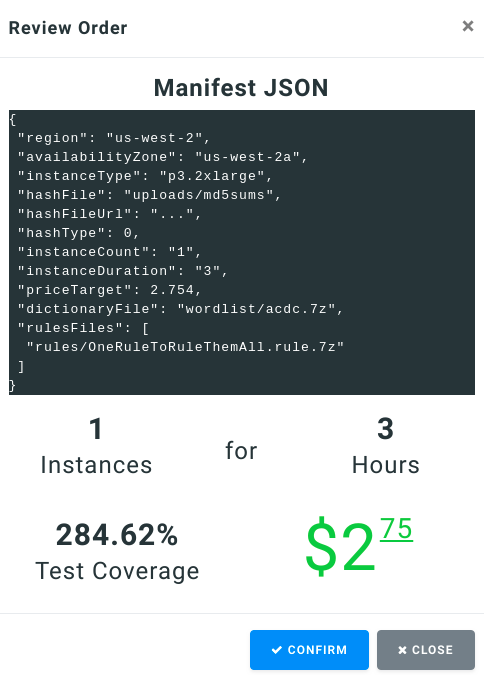 Review Order ×
Manifest JSON
{
"region": "us-west-2",
"availabilityZone": "us-west-2a",
"instanceType": "p3.2xlarge",
"hashFile": "uploads/md5sums",
"hashFileUrl": "...",
"hashType": 0,
"instanceCount": "1",
"instanceDuration": "3",
"priceTarget": 2.754,
"dictionaryFile": "wordlist/acdc.7z",
"rulesFiles": [
"rules/OneRuleToRuleThemAll.rule.7z"
]
}
1 3
Instances for Hours
284.62% $2 75
Test Coverage
CONFIRM CLOSE